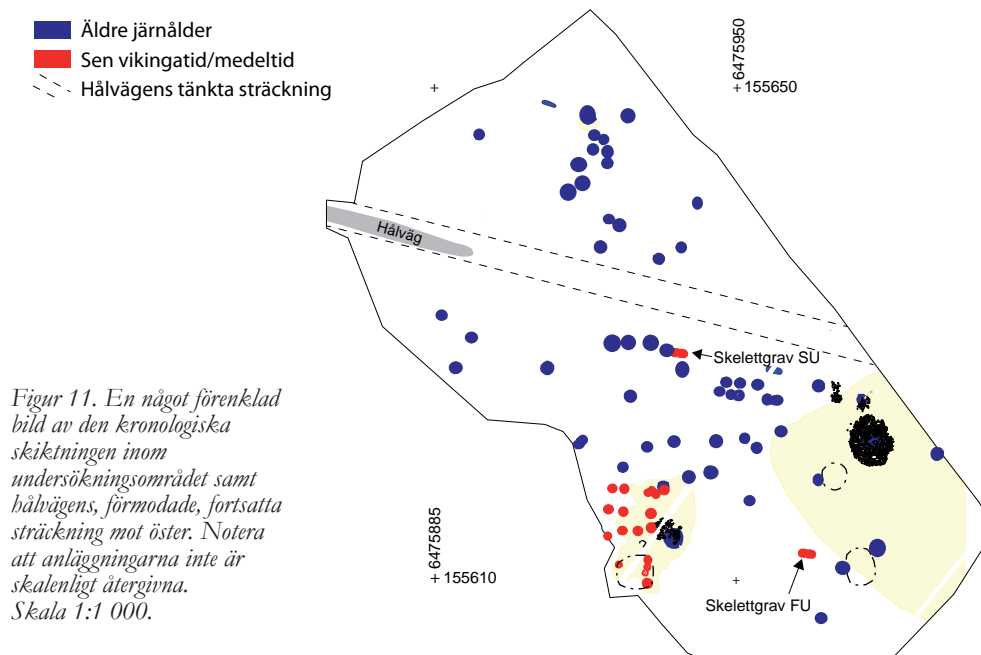 Äldre järnålder
Sen vikingatid/medeltid
Hålvägens tänkta sträckning
6475950
+155650
Hålväg
Skelettgrav SU
Figur 11. En något förenklad
bild av den kronologiska
skiktningen inom
undersökningsområdet samt
hålvägens, förmodade, fortsatta
sträckning mot öster. Notera
att anläggningarna inte är
skalenligt återgivna.
Skala 1:1 000.
6475885
+155610
?
Skelettgrav FU